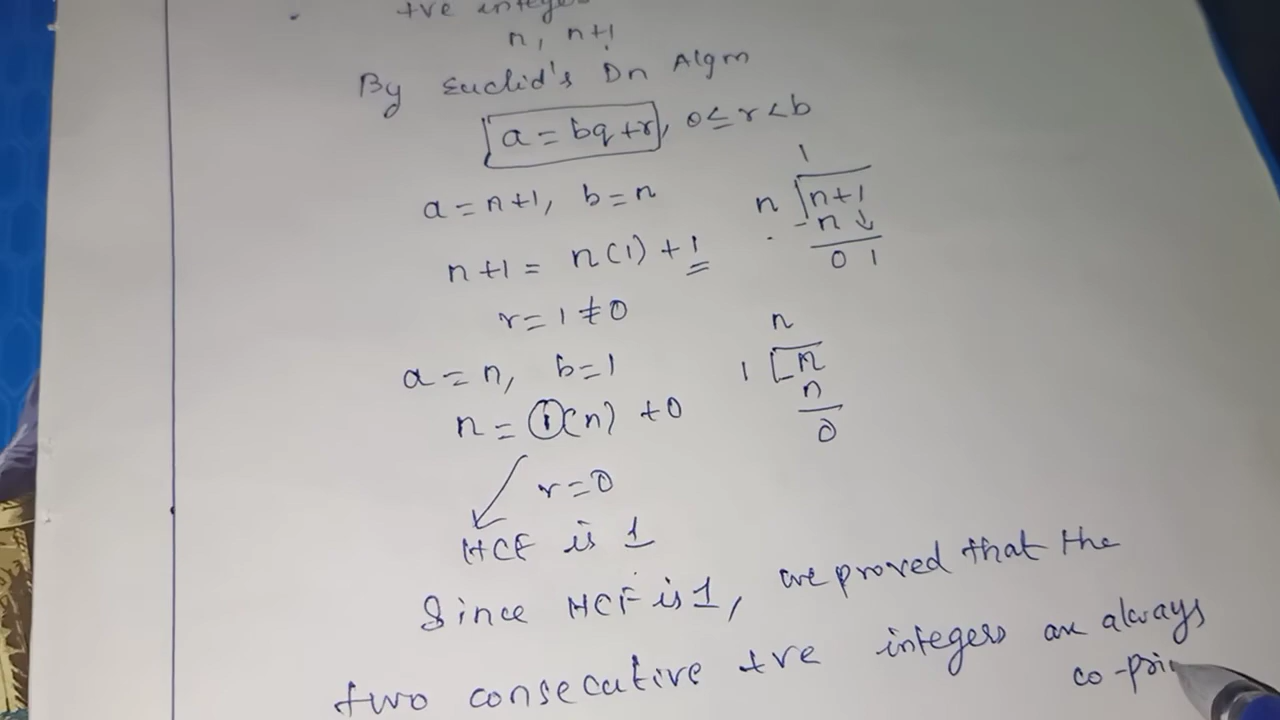 +ve integer
n, n+1
By Euclid's Dn Algm
a = bq+r, 0≤r<b
a = n+1, b=n
n+1 = n(1) + 1
r = 1 ≠ 0
a = n, b=1
n = 1(n) + 0
r = 0
HCF is 1
Since HCF is 1, we proved that the
two consecutive +ve integers are always
co-pri
1
n n+1
- n ↓
0 1
n
1 n
n
0